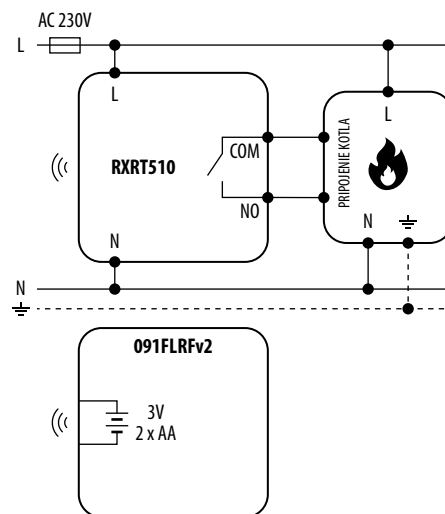 AC 230V
L
L
L
RXRT510
COM
NO
PRIPOJENIE KOTLA
N
N
N
091FLRFv2
3V
2 x AA